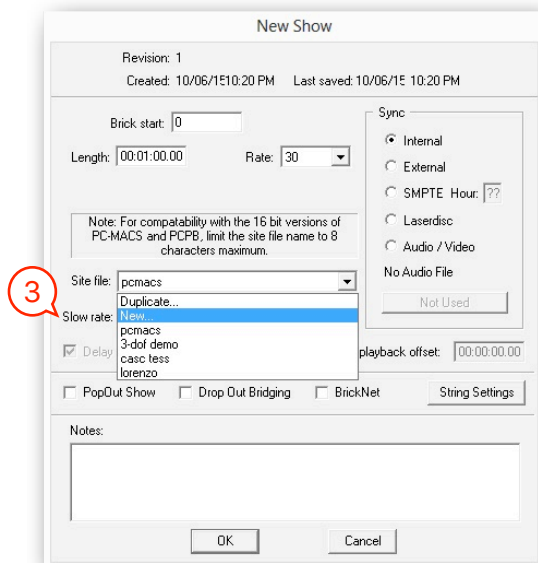 New Show
Revision: 1
Created: 10/06/15 10:20 PM Last saved: 10/06/15 10:20 PM
Brick start: 0
Length: 00:01:00.00 Rate: 30
Note: For compatability with the 16 bit versions of
PC-MACS and PCPB, limit the site file name to 8
characters maximum.
Sync
Internal
External
SMPTE Hour: ??
Laserdisc
Audio / Video
No Audio File
Not Used
Site file: pcmacs
3
Duplicate...
Slow rate: New...
pcmacs
3-dof demo
Delay casc tess playback offset: 00:00:00.00
lorenzo
PopOut Show Drop Out Bridging BrickNet String Settings
Notes:
OK Cancel